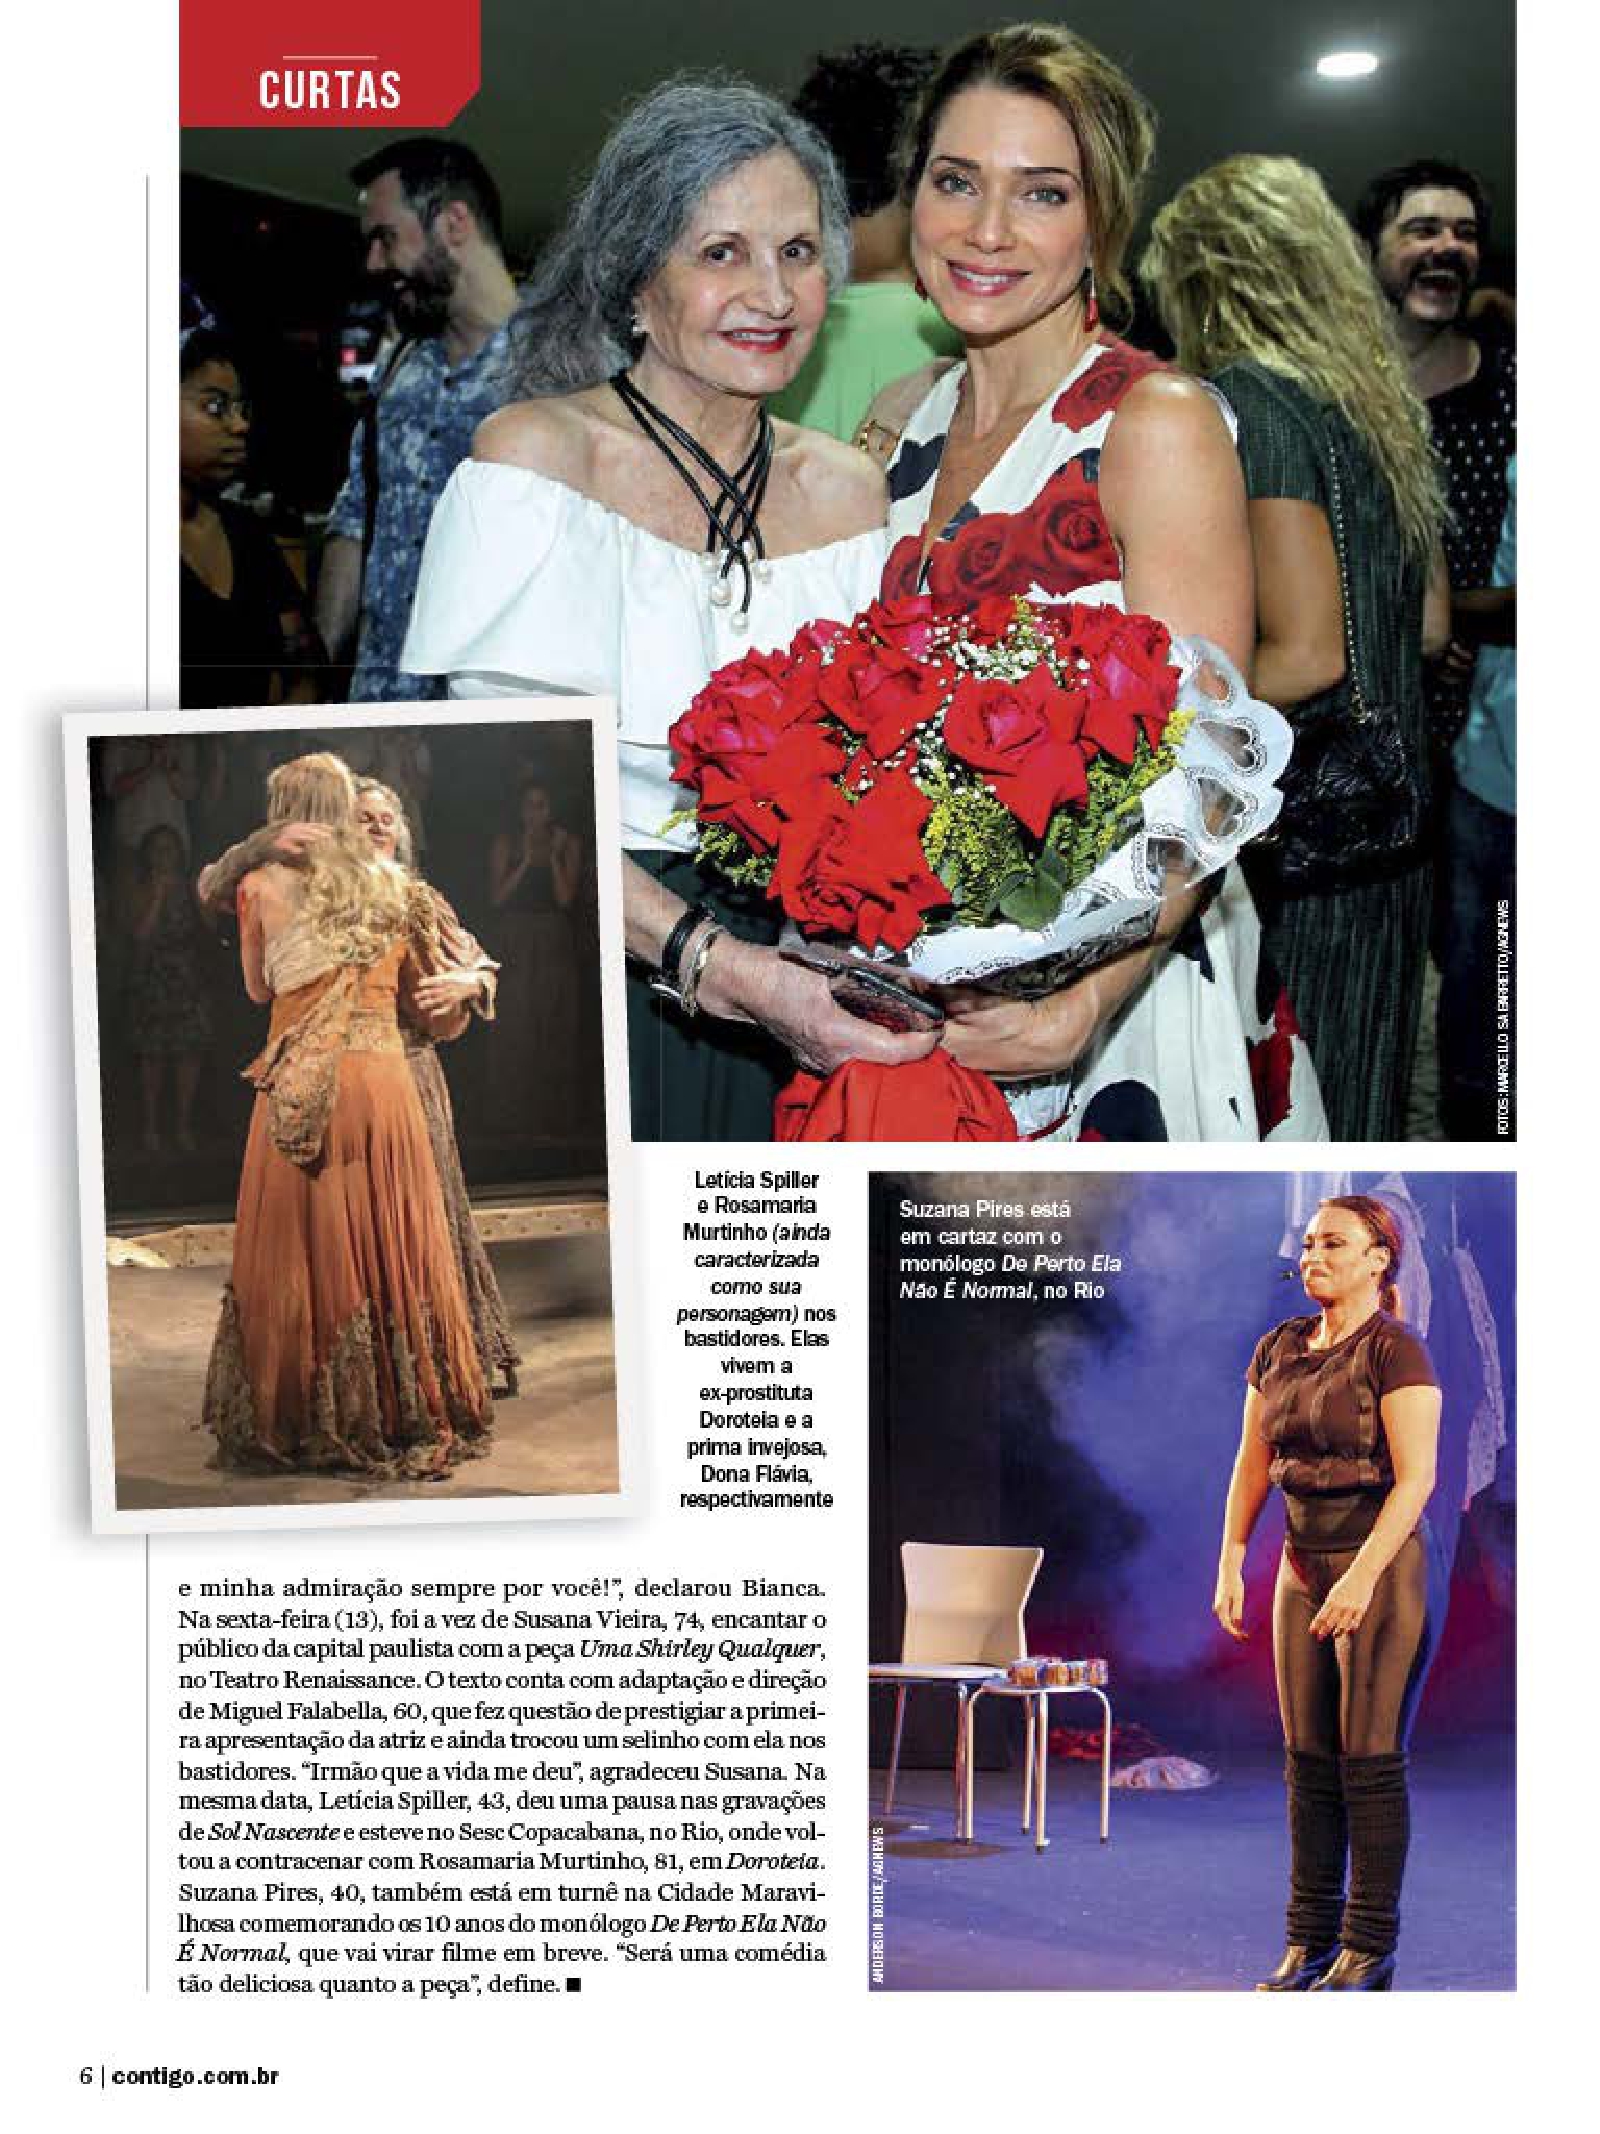 CURTAS
FOTOS: MARCELLO SÁ BARRETTO/AGNEWS
Letícia Spiller
e Rosamaria
Murtinho (ainda
caracterizada
como sua
personagem) nos
bastidores. Elas
vivem a
ex-prostituta
Doroteia e a
prima invejosa,
Dona Flávia,
respectivamente
Suzana Pires está
em cartaz com o
monólogo De Perto Ela
Não É Normal, no Rio
ANDERSON BORDE/AGNEWS
e minha admiração sempre por você!”, declarou Bianca.
Na sexta-feira (13), foi a vez de Susana Vieira, 74, encantar o
público da capital paulista com a peça Uma Shirley Qualquer,
no Teatro Renaissance. O texto conta com adaptação e direção
de Miguel Falabella, 60, que fez questão de prestigiar a primei-
ra apresentação da atriz e ainda trocou um selinho com ela nos
bastidores. “Irmão que a vida me deu”, agradeceu Susana. Na
mesma data, Letícia Spiller, 43, deu uma pausa nas gravações
de Sol Nascente e esteve no Sesc Copacabana, no Rio, onde vol-
tou a contracenar com Rosamaria Murtinho, 81, em Doroteia.
Suzana Pires, 40, também está em turnê na Cidade Maravi-
lhosa comemorando os 10 anos do monólogo De Perto Ela Não
É Normal, que vai virar filme em breve. “Será uma comédia
tão deliciosa quanto a peça”, define. ■
6 | contigo.com.br